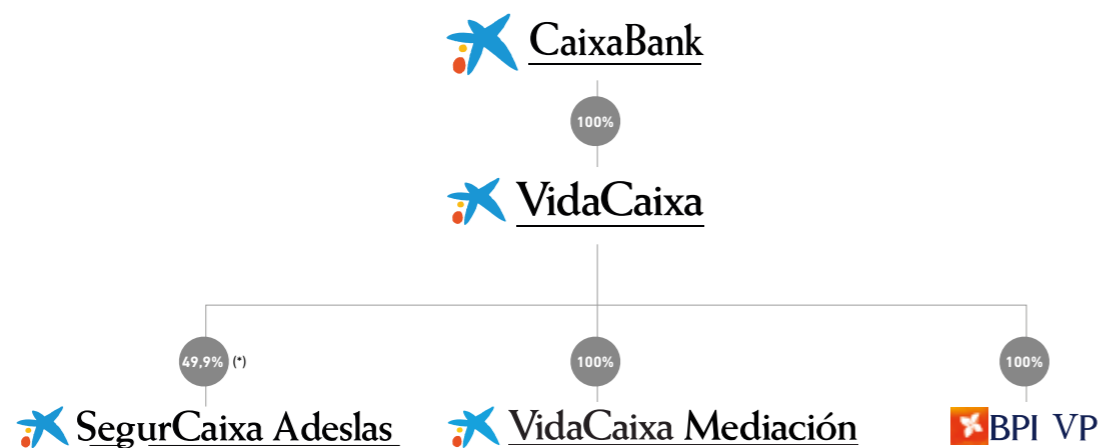 CaixaBank
100%
VidaCaixa
49,9% (*)
100%
100%
SegurCaixa Adeslas
VidaCaixa Mediación
BPI VP